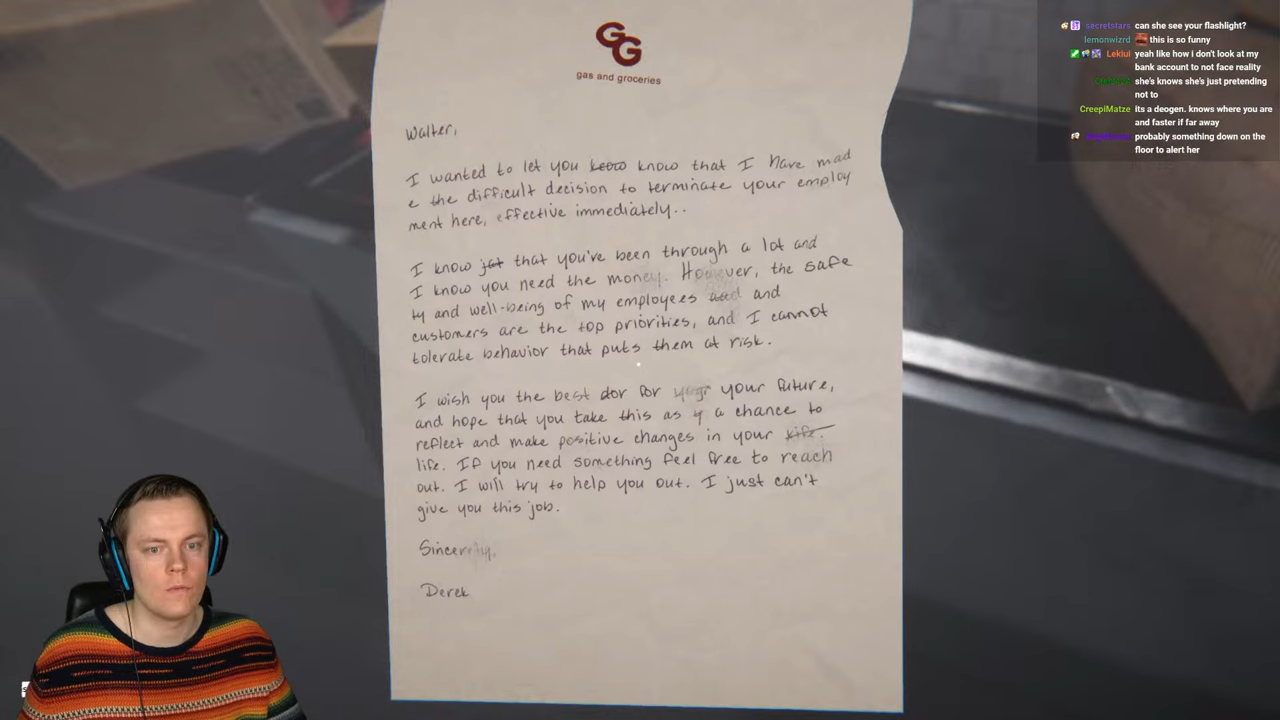 GG
gas and groceries
Walter,
I wanted to let you know know that I have mad
e the difficult decision to terminate your employ
ment here, effective immediately..
I know jat that you've been through a lot and
I know you need the money. However, the safe
ty and well-being of my employees aad and
customers are the top priorities, and I cannot
tolerate behavior that puts them at risk.
I wish you the best dor for your future,
and hope that you take this as y a chance to
reflect and make positive changes in your
life. If you need something feel free to reach
out. I will try to help you out. I just can't
give you this job.
Sincerely,
Derek
secretstars can she see your flashlight?
lemonwizrd this is so funny
Lekiui yeah like how i don't look at my
bank account to not face reality
she's knows she's just pretending
not to
CreepiMatze its a deogen. knows where you are
and faster if far away
probably something down on the
floor to alert her